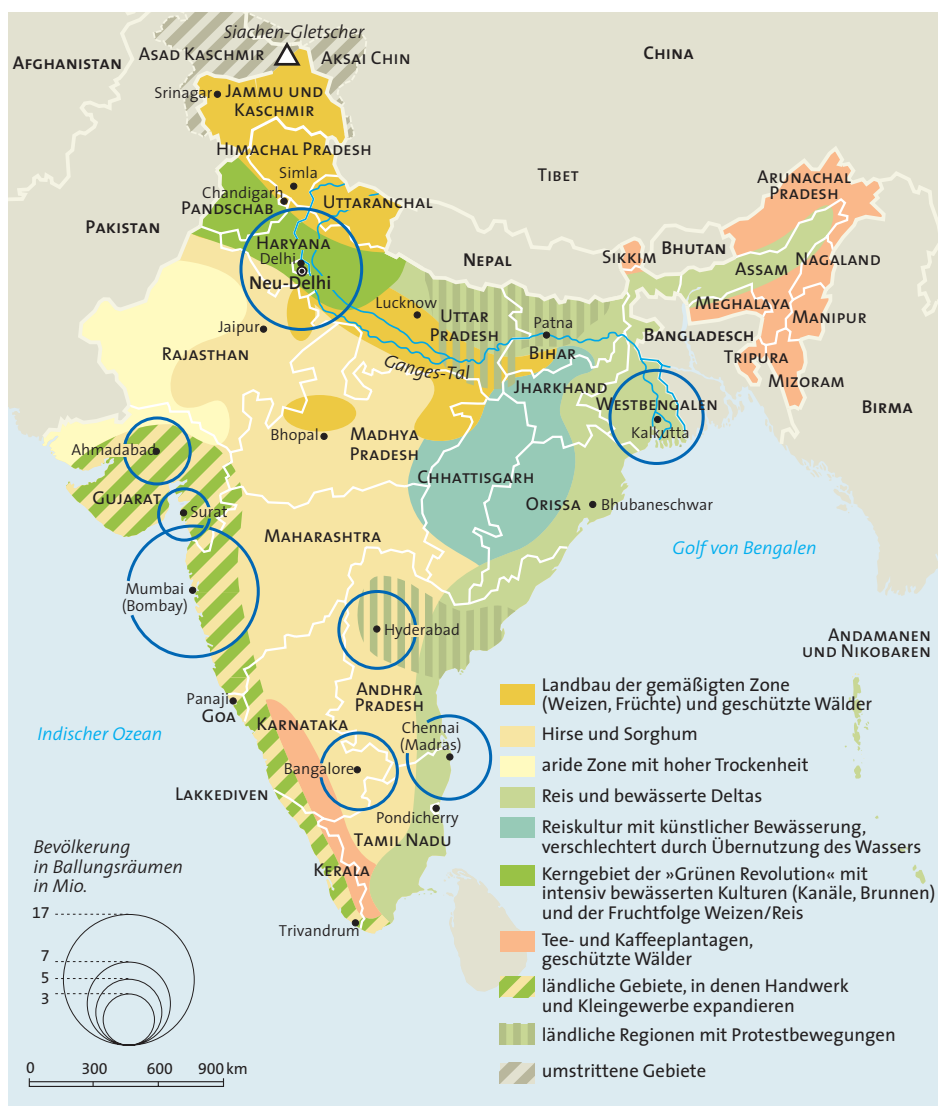 Siachen-Gletscher
ASAD KASCHMIR
AKSAI CHIN
CHINA
AFGHANISTAN
Srinagar
JAMMU UND
KASCHMIR
HIMACHAL PRADESH
Simla
TIBET
ARUNACHAL
PRADESH
Chandigarh
PANDSCHAB
UTTARANCHAL
PAKISTAN
HARYANA
Delhi
Neu-Delhi
NEPAL
SIKKIM
BHUTAN
ASSAM
NAGALAND
Lucknow
UTTAR
PRADESH
MEGHALAYA
MANIPUR
Jaipur
Patna
BANGLADESCH
RAJASTHAN
Ganges-Tal
BIHAR
TRIPURA
JHARKHAND
MIZORAM
WESTBENGALEN
BIRMA
Kalkutta
Ahmadabad
Bhopal
MADHYA
PRADESH
CHHATTISGARH
GUJARAT
Surat
ORISSA
Bhubaneschwar
MAHARASHTRA
Golf von Bengalen
Mumbai
(Bombay)
Hyderabad
ANDAMANEN
UND NIKOBAREN
Panaji
GOA
ANDHRA
PRADESH
KARNATAKA
Chennai
(Madras)
Indischer Ozean
Bangalore
LAKKEDIVEN
Pondicherry
TAMIL NADU
KERALA
Trivandrum
Bevölkerung
in Ballungsräumen
in Mio.
17
7
5
3
0 300 600 900 km
Landbau der gemäßigten Zone
(Weizen, Früchte) und geschützte Wälder
Hirse und Sorghum
aride Zone mit hoher Trockenheit
Reis und bewässerte Deltas
Reiskultur mit künstlicher Bewässerung,
verschlechtert durch Übernutzung des Wassers
Kerngebiet der »Grünen Revolution« mit
intensiv bewässerten Kulturen (Kanäle, Brunnen)
und der Fruchtfolge Weizen/Reis
Tee- und Kaffeeplantagen,
geschützte Wälder
ländliche Gebiete, in denen Handwerk
und Kleingewerbe expandieren
ländliche Regionen mit Protestbewegungen
umstrittene Gebiete